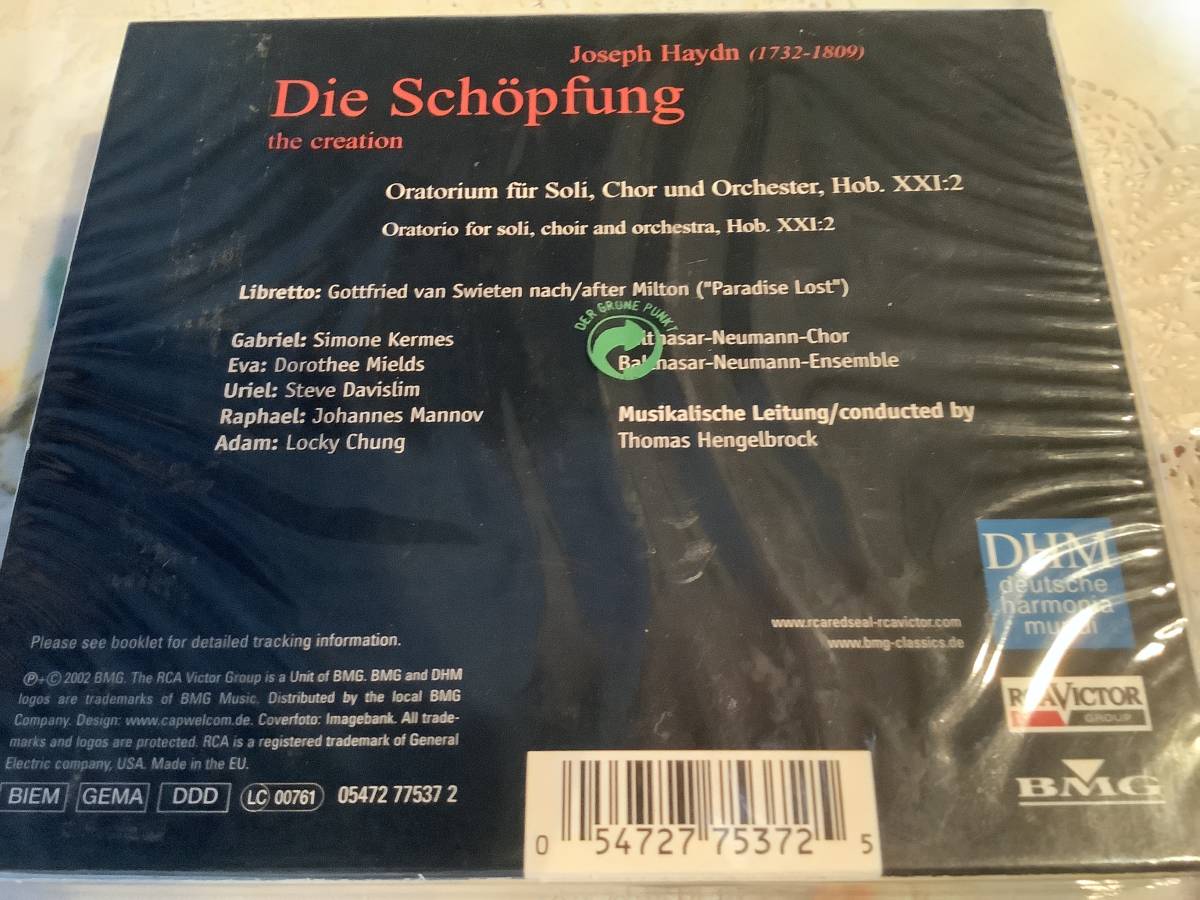 Joseph Haydn (1732-1809)
Die Schöpfung
the creation
Oratorium für Soli, Chor und Orchester, Hob. XXI:2
Oratorio for soli, choir and orchestra, Hob. XXI:2
Libretto: Gottfried van Swieten nach/after Milton ("Paradise Lost")
DER GRÜNE PUNKT
Gabriel: Simone Kermes
Eva: Dorothee Mields
Uriel: Steve Davislim
Raphael: Johannes Mannov
Adam: Locky Chung
Balthasar-Neumann-Chor
Balthasar-Neumann-Ensemble
Musikalische Leitung/conducted by
Thomas Hengelbrock
DHM
deutsche
harmonia
mundi
www.rcaredseal-rcavictor.com
www.bmg-classics.de
Please see booklet for detailed tracking information.
℗+© 2002 BMG. The RCA Victor Group is a Unit of BMG. BMG and DHM
logos are trademarks of BMG Music. Distributed by the local BMG
Company. Design: www.capwelcom.de. Coverfoto: Imagebank. All trade-
marks and logos are protected. RCA is a registered trademark of General
Electric company, USA. Made in the EU.
BIEM GEMA DDD LC 00761 05472 77537 2
RCA VICTOR
GROUP
BMG
0 54727 75372 5